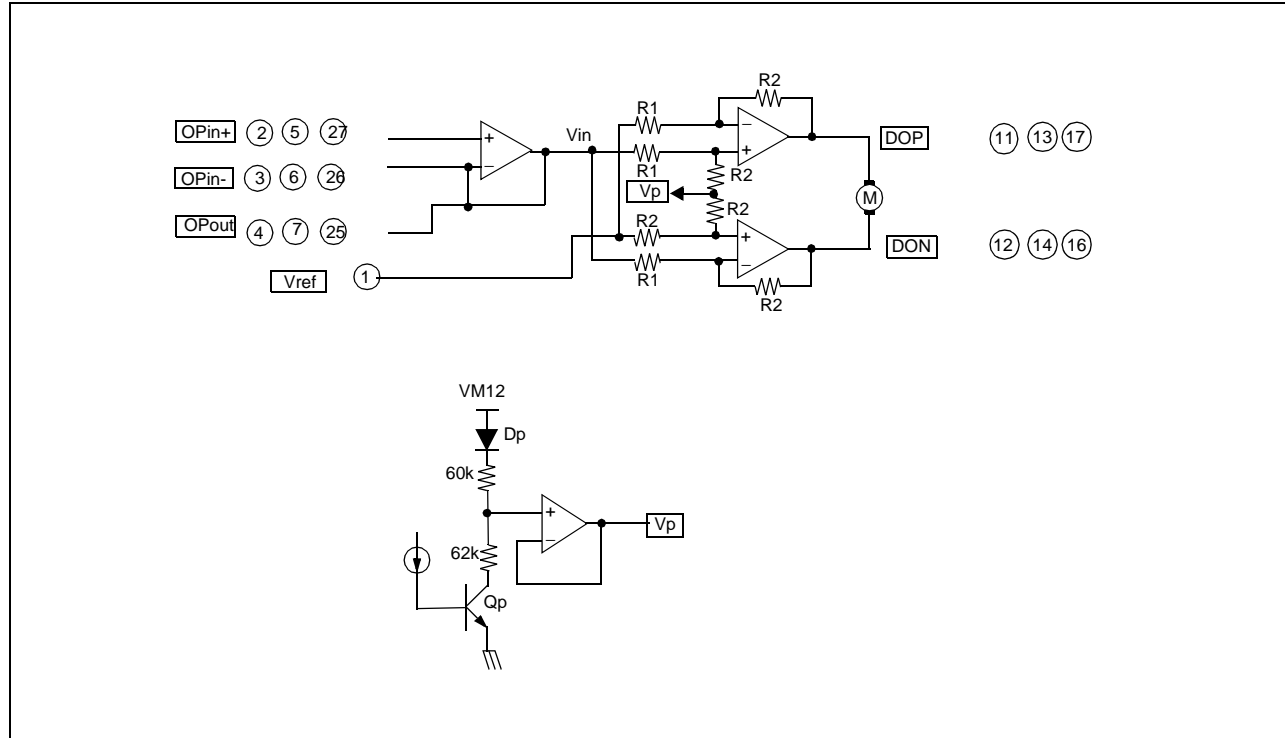 R2
R1
OPin+ 2 5 27 + − Vin − + DOP 11 13 17
R1
R2
OPin- 3 6 26 Vp M
R2
OPout 4 7 25 R2 + − DON 12 14 16
Vref 1 R1
R2
VM12
Dp
60k
+ − Vp
62k
Qp